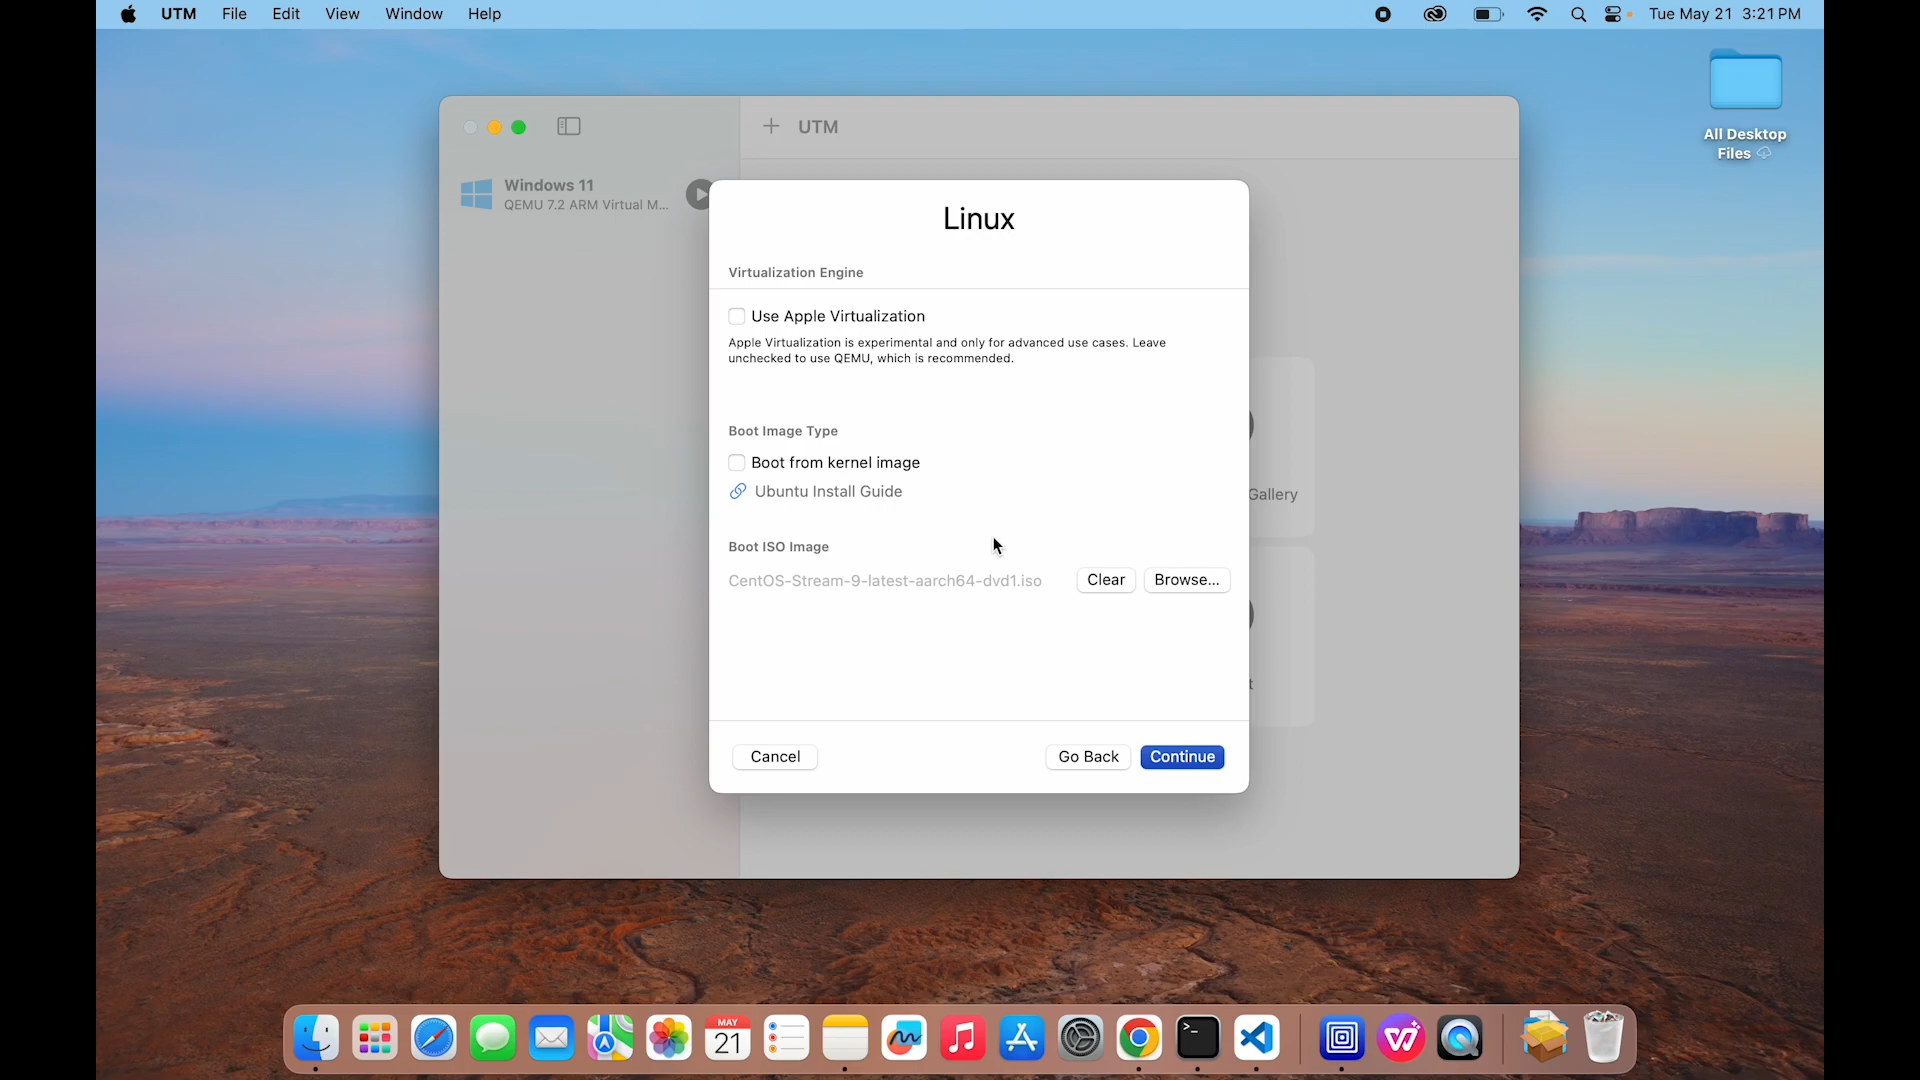 UTM File Edit View Window Help Tue May 21 3:21 PM
All Desktop
Files
UTM
Windows 11
QEMU 7.2 ARM Virtual M...
Linux
Virtualization Engine
Use Apple Virtualization
Apple Virtualization is experimental and only for advanced use cases. Leave
unchecked to use QEMU, which is recommended.
Boot Image Type
Boot from kernel image
Ubuntu Install Guide
Gallery
Boot ISO Image
CentOS-Stream-9-latest-aarch64-dvd1.iso Clear Browse...
t
Cancel Go Back Continue
MAY
21